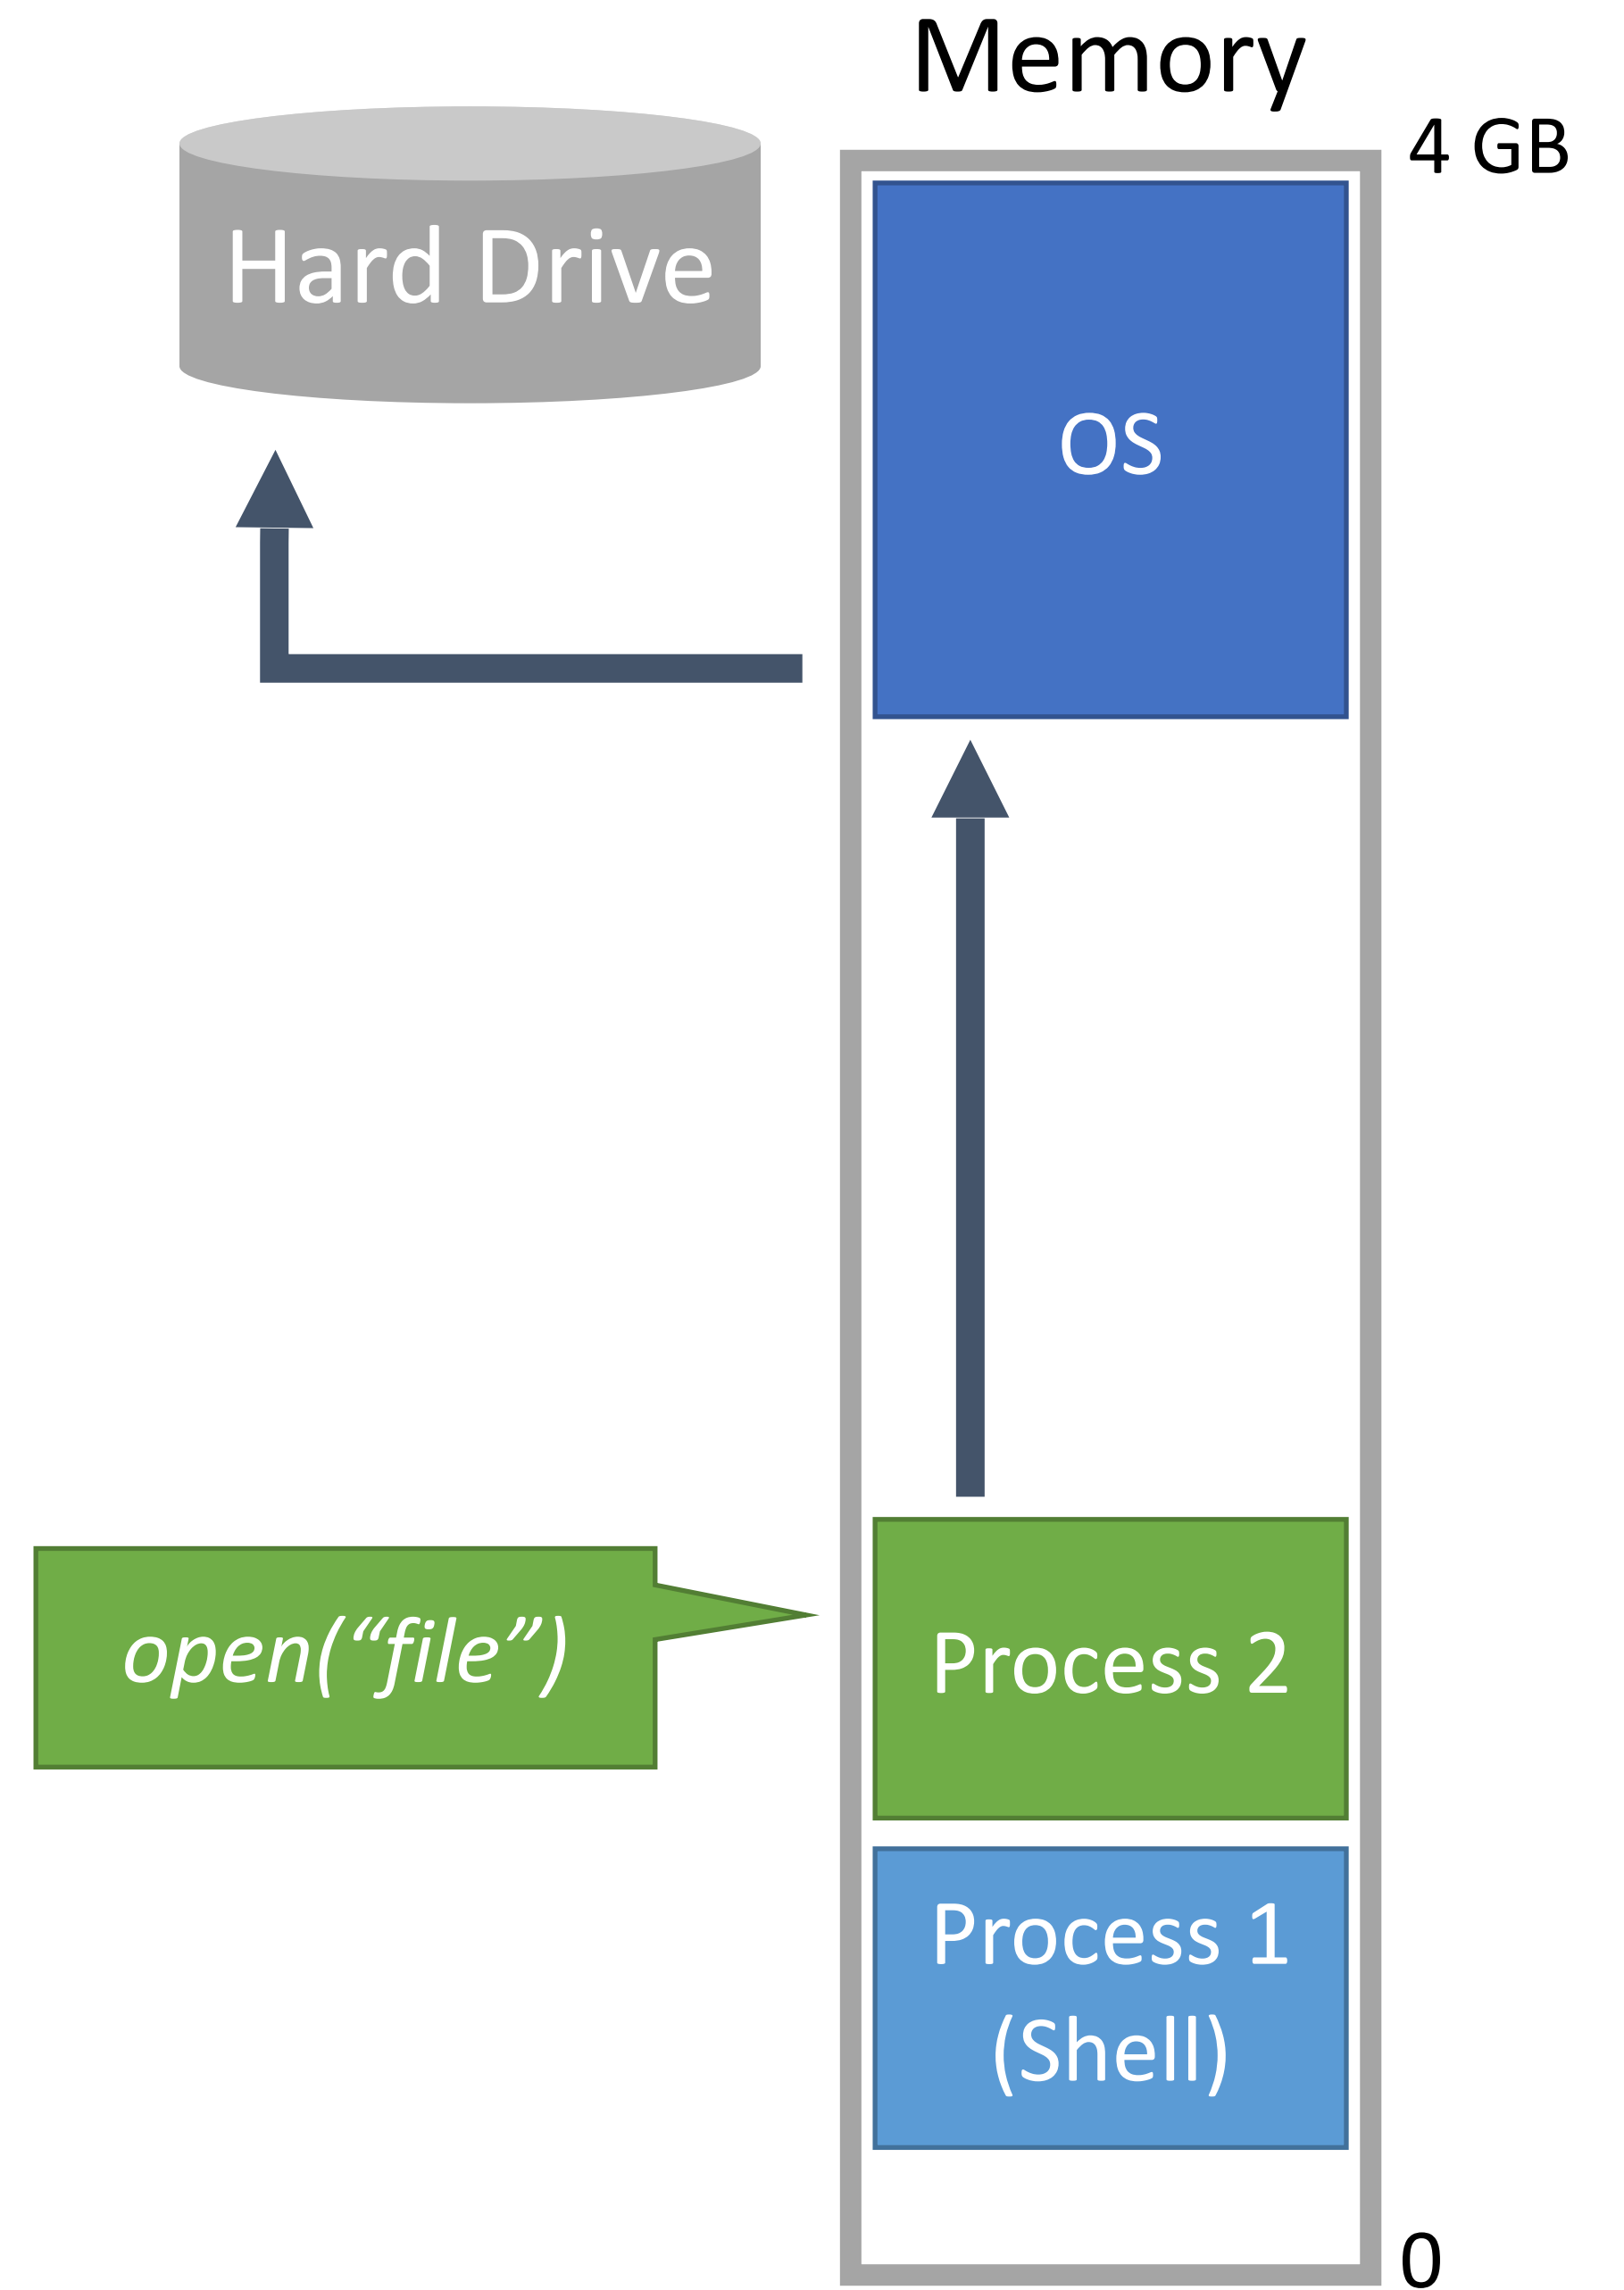 Memory
4 GB
Hard Drive
OS
open(“file”)
Process 2
Process 1
(Shell)
0